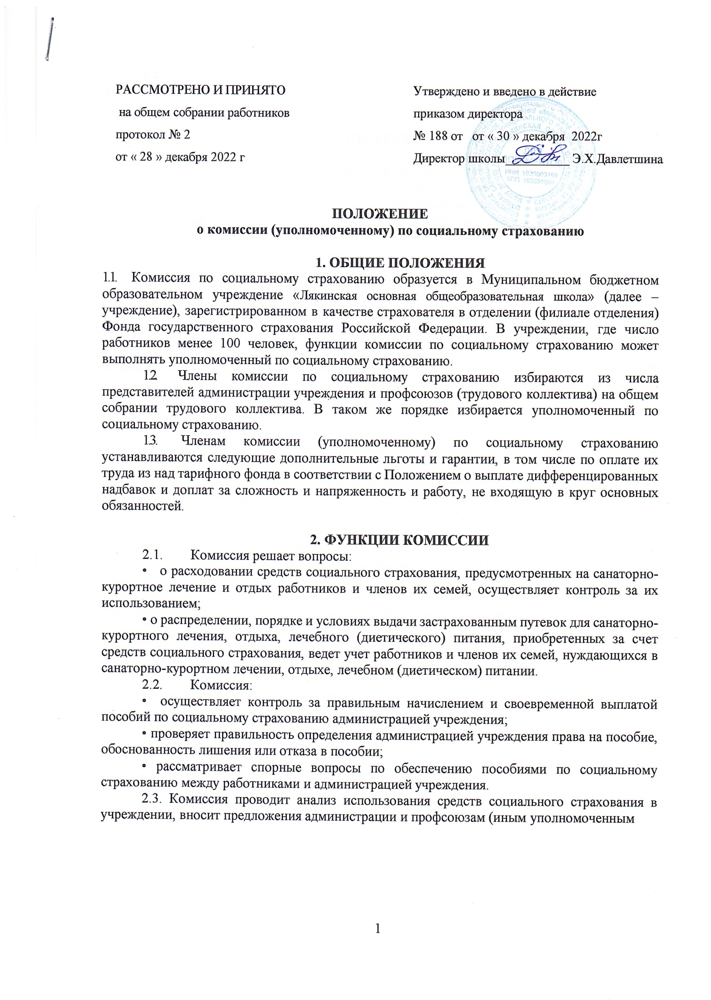 РАССМОТРЕНО И ПРИНЯТО
на общем собрании работников
протокол № 2
от « 28 » декабря 2022 г
Утверждено и введено в действие
приказом директора
№ 188 от от « 30 » декабря 2022г
Директор школы__________ Э.Х.Давлетшина
ИНН 1636003160
КПП 163601001
ПОЛОЖЕНИЕ
о комиссии (уполномоченному) по социальному страхованию
1. ОБЩИЕ ПОЛОЖЕНИЯ
1.1. Комиссия по социальному страхованию образуется в Муниципальном бюджетном
образовательном учреждение «Лякинская основная общеобразовательная школа» (далее –
учреждение), зарегистрированном в качестве страхователя в отделении (филиале отделения)
Фонда государственного страхования Российской Федерации. В учреждении, где число
работников менее 100 человек, функции комиссии по социальному страхованию может
выполнять уполномоченный по социальному страхованию.
1.2. Члены комиссии по социальному страхованию избираются из числа
представителей администрации учреждения и профсоюзов (трудового коллектива) на общем
собрании трудового коллектива. В таком же порядке избирается уполномоченный по
социальному страхованию.
1.3. Членам комиссии (уполномоченному) по социальному страхованию
устанавливаются следующие дополнительные льготы и гарантии, в том числе по оплате их
труда из над тарифного фонда в соответствии с Положением о выплате дифференцированных
надбавок и доплат за сложность и напряженность и работу, не входящую в круг основных
обязанностей.
2. ФУНКЦИИ КОМИССИИ
2.1. Комиссия решает вопросы:
• о расходовании средств социального страхования, предусмотренных на санаторно-
курортное лечение и отдых работников и членов их семей, осуществляет контроль за их
использованием;
• о распределении, порядке и условиях выдачи застрахованным путевок для санаторно-
курортного лечения, отдыха, лечебного (диетического) питания, приобретенных за счет
средств социального страхования, ведет учет работников и членов их семей, нуждающихся в
санаторно-курортном лечении, отдыхе, лечебном (диетическом) питании.
2.2. Комиссия:
• осуществляет контроль за правильным начислением и своевременной выплатой
пособий по социальному страхованию администрацией учреждения;
• проверяет правильность определения администрацией учреждения права на пособие,
обоснованность лишения или отказа в пособии;
• рассматривает спорные вопросы по обеспечению пособиями по социальному
страхованию между работниками и администрацией учреждения.
2.3. Комиссия проводит анализ использования средств социального страхования в
учреждении, вносит предложения администрации и профсоюзам (иным уполномоченным
1